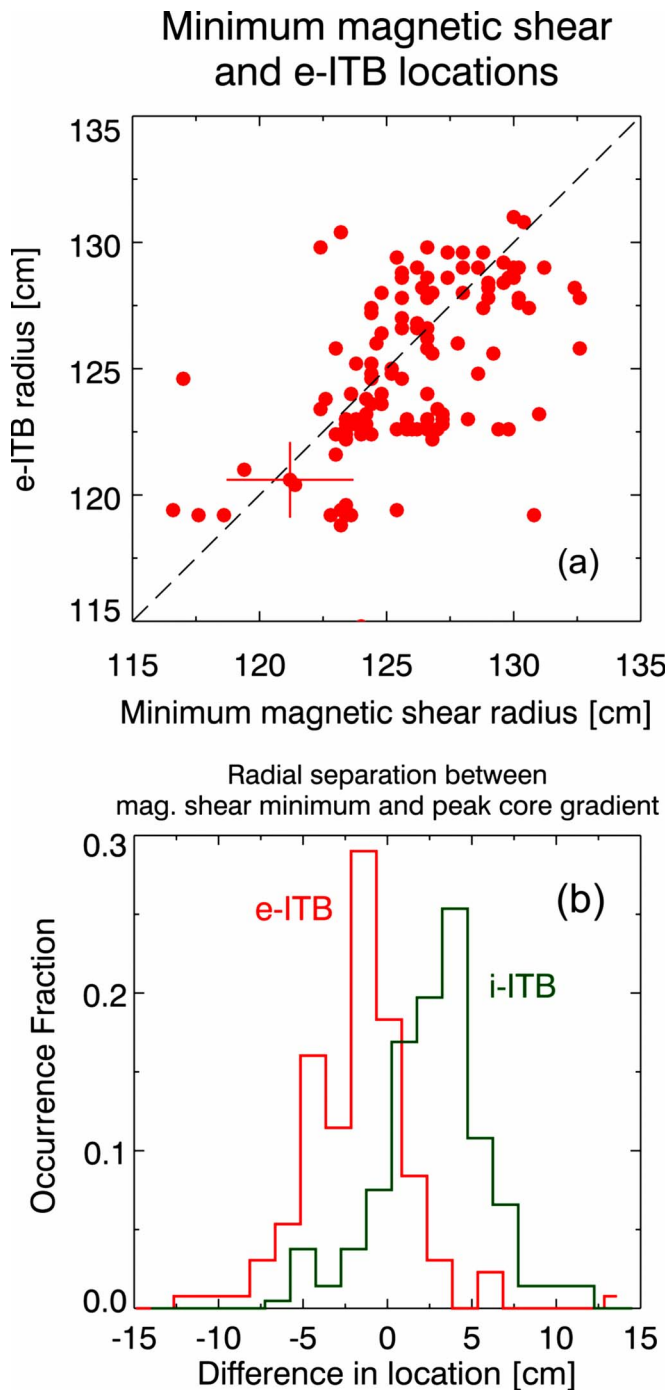 Minimum magnetic shear
and e-ITB locations
135
130
125
120
115
e-ITB radius [cm]
(a)
115 120 125 130 135
Minimum magnetic shear radius [cm]
Radial separation between
mag. shear minimum and peak core gradient
0.3
0.2
0.1
0.0
Occurrence Fraction
e-ITB
(b)
i-ITB
-15 -10 -5 0 5 10 15
Difference in location [cm]